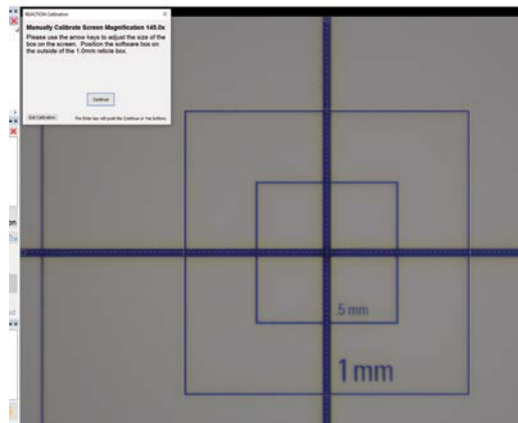 REACTION Calibration
Manually Calibrate Screen Magnification 145.0x
Please use the arrow keys to adjust the size of the
box on the screen. Position the software box on
the outside of the 1.0mm reticle box.
Continue
Exit Calibration
The Enter key will push the Continue or Yes buttons.
.5 mm
1 mm